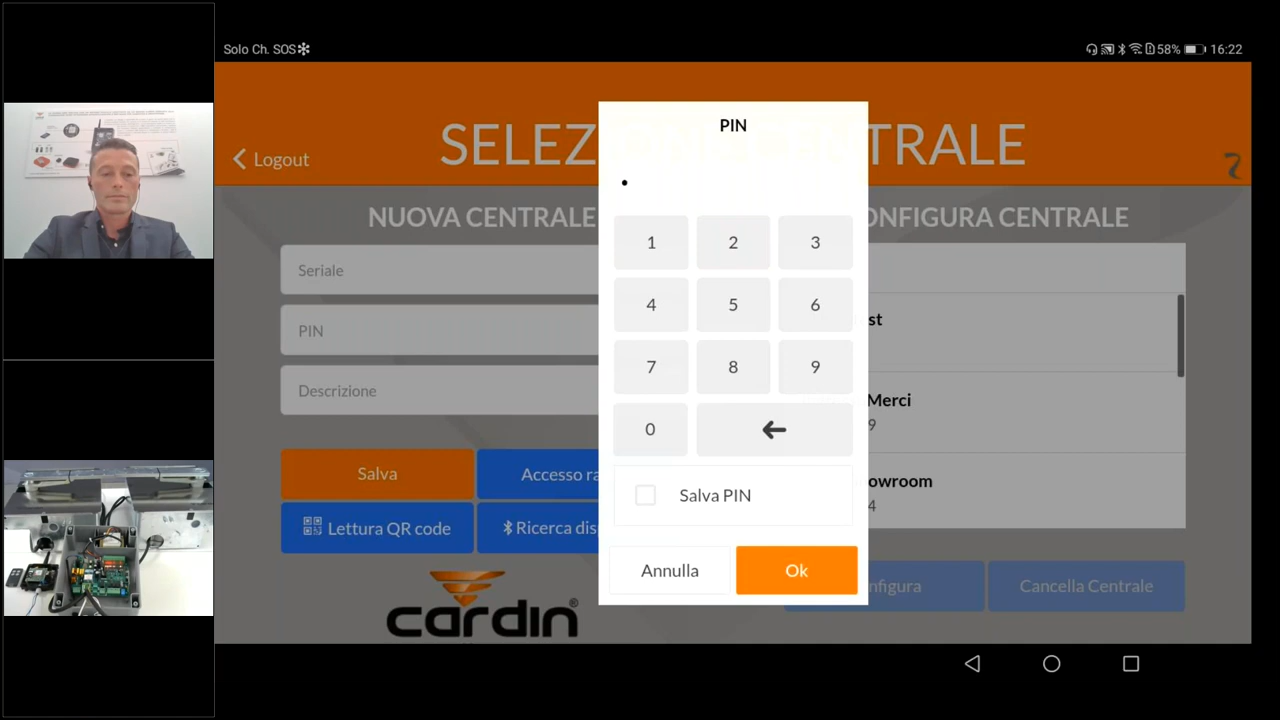 Solo Ch. SOS✻
58%
16:22
Logout
SELEZ
TRALE
PIN
NUOVA CENTRALE
ONFIGURA CENTRALE
Seriale
PIN
Descrizione
1 2 3
4 5 6
7 8 9
0
st
Merci
9
owroom
4
Salva
Accesso ra
Lettura QR code
Ricerca dis
Salva PIN
Annulla
Ok
nfigura
Cancella Centrale
cardin®